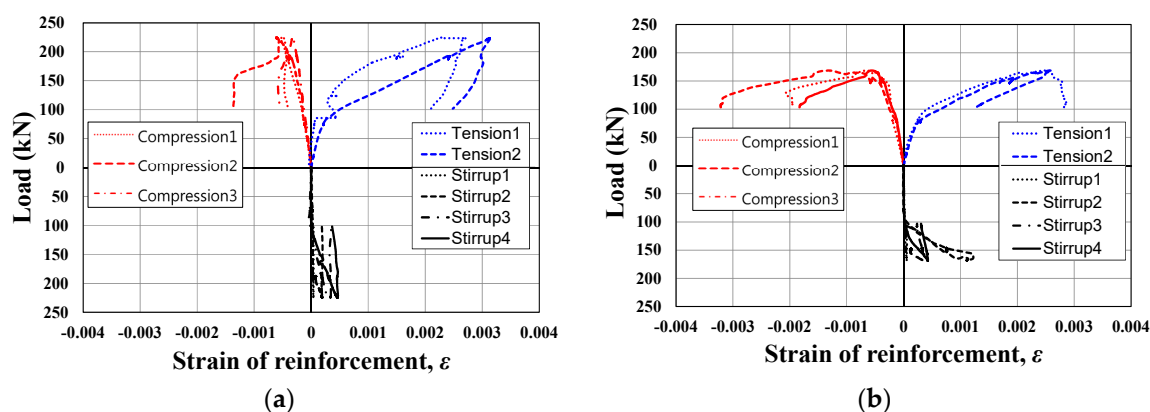 250
200
150
100
50
0
50
100
150
200
250
Load (kN)
Compression1
Compression2
Compression3
Tension1
Tension2
Stirrup1
Stirrup2
Stirrup3
Stirrup4
-0.004 -0.003 -0.002 -0.001 0 0.001 0.002 0.003 0.004
Strain of reinforcement, ε
(a)
250
200
150
100
50
0
50
100
150
200
250
Load (kN)
Compression1
Compression2
Compression3
Tension1
Tension2
Stirrup1
Stirrup2
Stirrup3
Stirrup4
-0.004 -0.003 -0.002 -0.001 0 0.001 0.002 0.003 0.004
Strain of reinforcement, ε
(b)